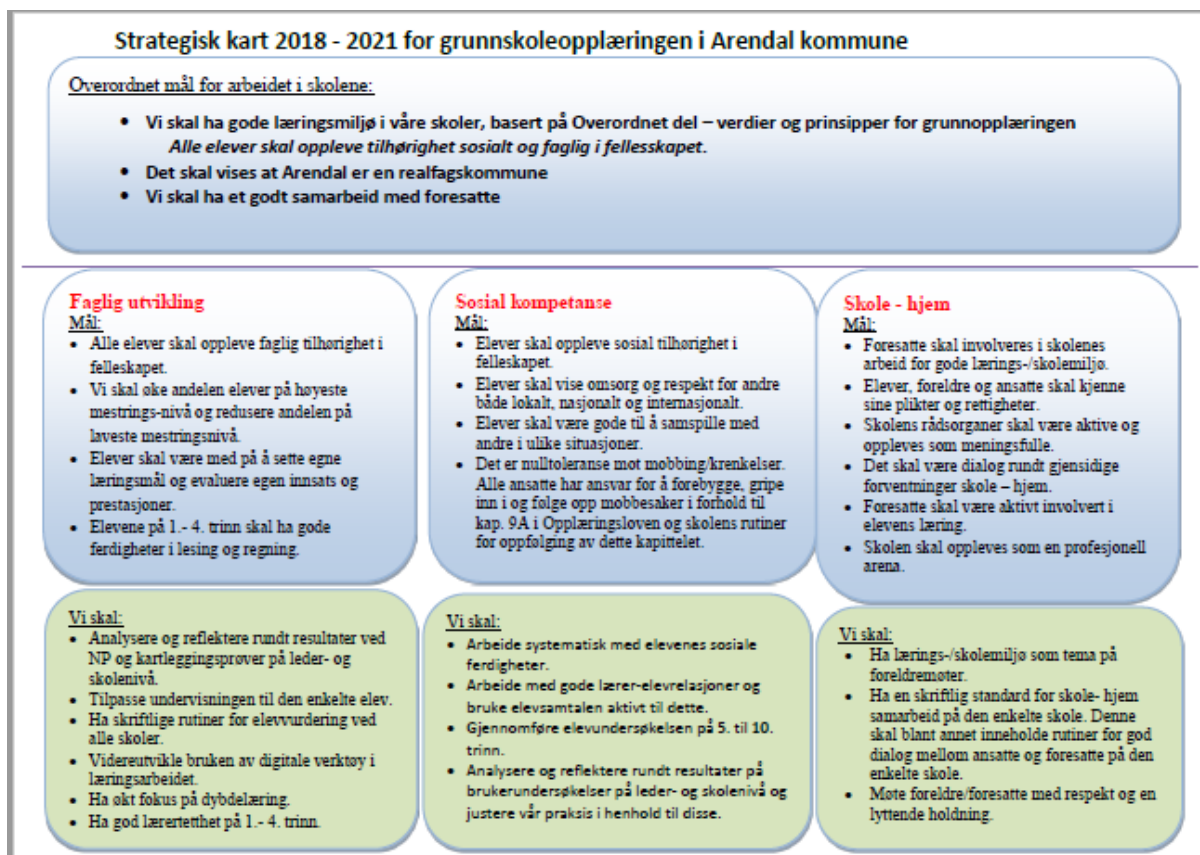 Strategisk kart 2018 - 2021 for grunnskoleopplæringen i Arendal kommune
Overordnet mål for arbeidet i skolene:
• Vi skal ha gode læringsmiljø i våre skoler, basert på Overordnet del – verdier og prinsipper for grunnopplæringen
Alle elever skal oppleve tilhørighet sosialt og faglig i fellesskapet.
• Det skal vises at Arendal er en realfagskommune
• Vi skal ha et godt samarbeid med foresatte
Faglig utvikling
Mål:
• Alle elever skal oppleve faglig tilhørighet i
felleskapet.
• Vi skal øke andelen elever på høyeste
mestrings-nivå og redusere andelen på
laveste mestringsnivå.
• Elever skal være med på å sette egne
læringsmål og evaluere egen innsats og
prestasjoner.
• Elevene på 1.- 4. trinn skal ha gode
ferdigheter i lesing og regning.
Sosial kompetanse
Mål:
• Elever skal oppleve sosial tilhørighet i
felleskapet.
• Elever skal vise omsorg og respekt for andre
både lokalt, nasjonalt og internasjonalt.
• Elever skal være gode til å samspille med
andre i ulike situasjoner.
• Det er nulltoleranse mot mobbing/krenkelser.
Alle ansatte har ansvar for å forebygge, gripe
inn i og følge opp mobbesaker i forhold til
kap. 9A i Opplæringsloven og skolens rutiner
for oppfølging av dette kapittelet.
Skole - hjem
Mål:
• Foresatte skal involveres i skolenes
arbeid for gode lærings-/skolemiljø.
• Elever, foreldre og ansatte skal kjenne
sine plikter og rettigheter.
• Skolens rådsorganer skal være aktive og
oppleves som meningsfulle.
• Det skal være dialog rundt gjensidige
forventninger skole – hjem.
• Foresatte skal være aktivt involvert i
elevens læring.
• Skolen skal oppleves som en profesjonell
arena.
Vi skal:
• Analysere og reflektere rundt resultater ved
NP og kartleggingsprøver på leder- og
skolenivå.
• Tilpasse undervisningen til den enkelte elev.
• Ha skriftlige rutiner for elevvurdering ved
alle skoler.
• Videreutvikle bruken av digitale verktøy i
læringsarbeidet.
• Ha økt fokus på dybdelæring.
• Ha god lærertetthet på 1.- 4. trinn.
Vi skal:
• Arbeide systematisk med elevenes sosiale
ferdigheter.
• Arbeide med gode lærer-elevrelasjoner og
bruke elevsamtalen aktivt til dette.
• Gjennomføre elevundersøkelsen på 5. til 10.
trinn.
• Analysere og reflektere rundt resultater på
brukerundersøkelser på leder- og skolenivå og
justere vår praksis i henhold til disse.
Vi skal:
• Ha lærings-/skolemiljø som tema på
foreldremøter.
• Ha en skriftlig standard for skole- hjem
samarbeid på den enkelte skole. Denne
skal blant annet inneholde rutiner for god
dialog mellom ansatte og foresatte på den
enkelte skole.
• Møte foreldre/foresatte med respekt og en
lyttende holdning.